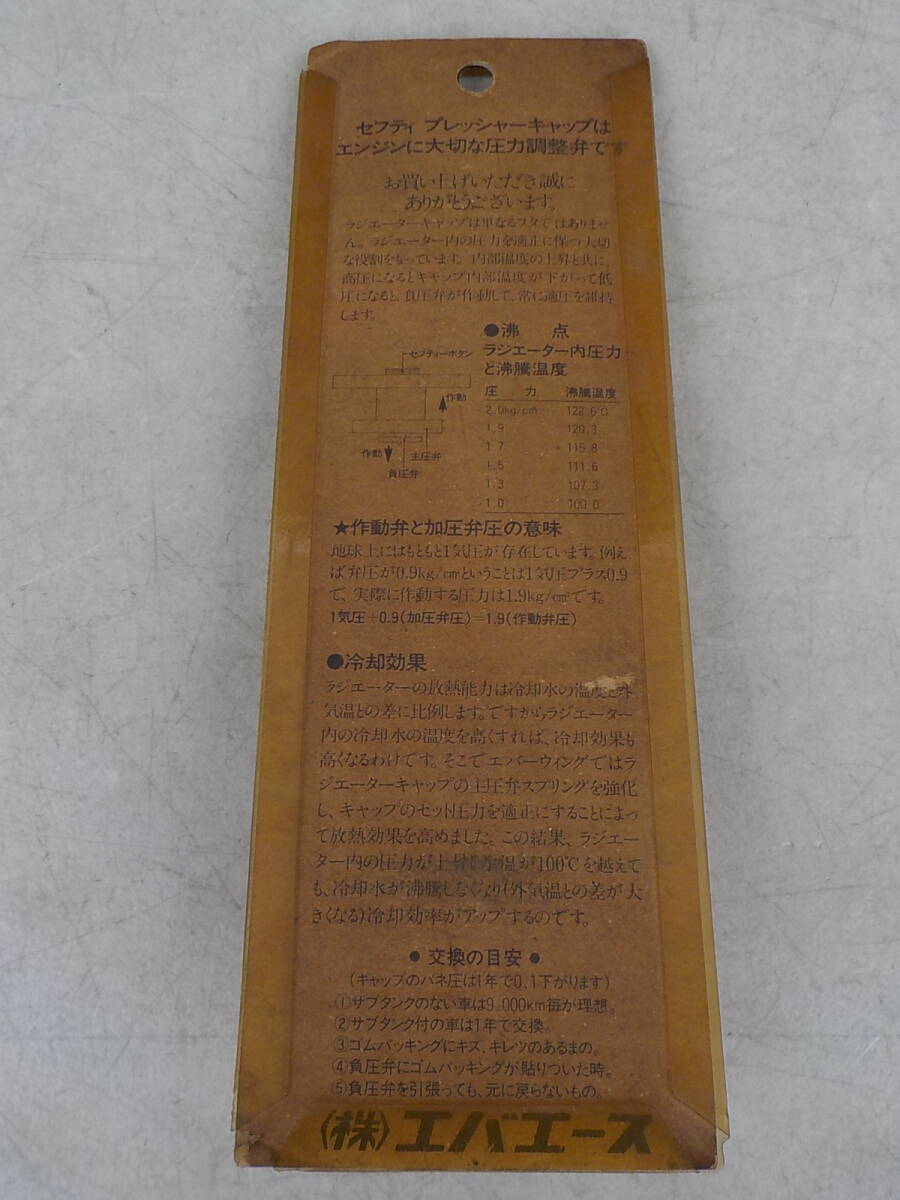 セフティ プレッシャーキャップは
エンジンに大切な圧力調整弁です
お買い上げいただき誠に
ありがとうございます。
ラジエーターキャップは単なるフタではありませ
ん。ラジエーター内の圧力を適正に保つ大切
な役割をもっています。内部温度の上昇と共に、
高圧になるとキャップ内部温度が下がって低
圧になると、負圧弁が作動して、常に適圧を維持
します。
セフティーボタン
作動
作動
主圧弁
負圧弁
●沸 点
ラジエーター内圧力
と沸騰温度
圧 力 沸騰温度
2.0kg/cm² 122.6℃
1.9 120.3
1.7 115.8
1.5 111.6
1.3 107.3
1.0 100.0
★作動弁と加圧弁圧の意味
地球上にはもともと1気圧が存在しています。例え
ば弁圧が0.9kg/cm²ということは1気圧プラス0.9
で、実際に作動する圧力は1.9kg/cm²です。
1気圧+0.9(加圧弁圧)=1.9(作動弁圧)
●冷却効果
ラジエーターの放熱能力は冷却水の温度と外
気温との差に比例します。ですからラジエーター
内の冷却水の温度を高くすれば、冷却効果も
高くなるわけです。そこでエバーウィングではラ
ジエーターキャップの主圧弁スプリングを強化
し、キャップのセット圧力を適正にすることによっ
て放熱効果を高めました。この結果、ラジエー
ター内の圧力が上昇し水温が100℃を越えて
も、冷却水が沸騰しなくなり(外気温との差が大
きくなる)冷却効率がアップするのです。
● 交換の目安 ●
(キャップのバネ圧は1年で0.1下がります)
①サブタンクのない車は9.000km毎が理想。
②サブタンク付の車は1年で交換。
③ゴムパッキングにキズ、キレツのあるもの。
④負圧弁にゴムパッキングが貼りついた時。
⑤負圧弁を引張っても、元に戻らないもの。
㈱エバエース